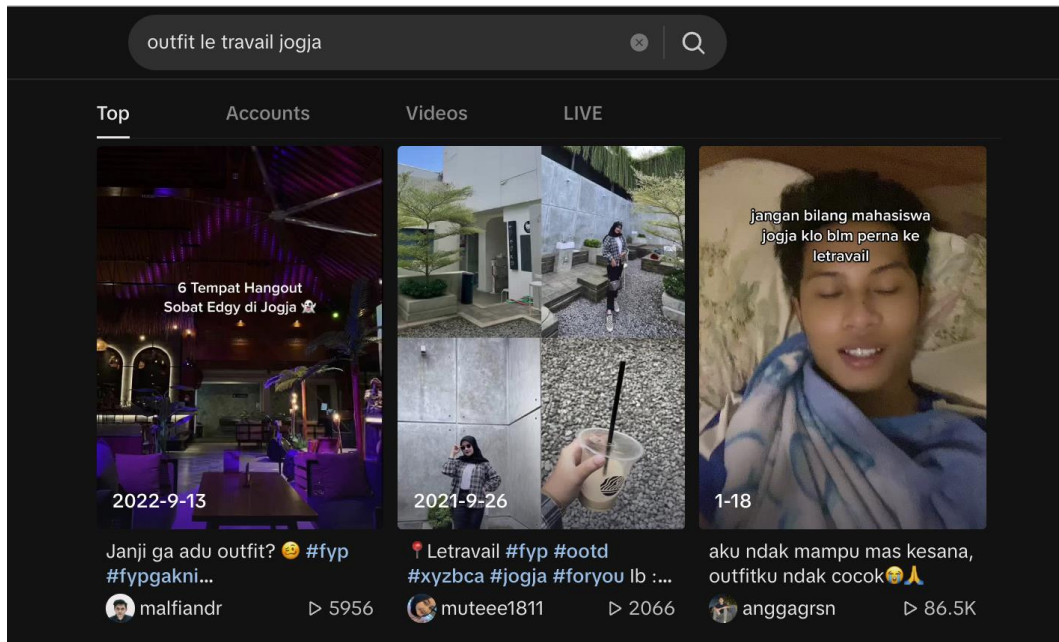 outfit le travail jogja
Top
Accounts
Videos
LIVE
6 Tempat Hangout
Sobat Edgy di Jogja
2022-9-13
2021-9-26
jangan bilang mahasiswa
jogja klo blm perna ke
letravail
1-18
Janji ga adu outfit? 🥴 #fyp
#fypgakni...
malfiandr
5956
📍Letravail #fyp #ootd
#xyzbca #jogja #foryou Ib :...
muteee1811
2066
aku ndak mampu mas kesana,
outfitku ndak cocok😭🙏
anggagrsn
86.5K